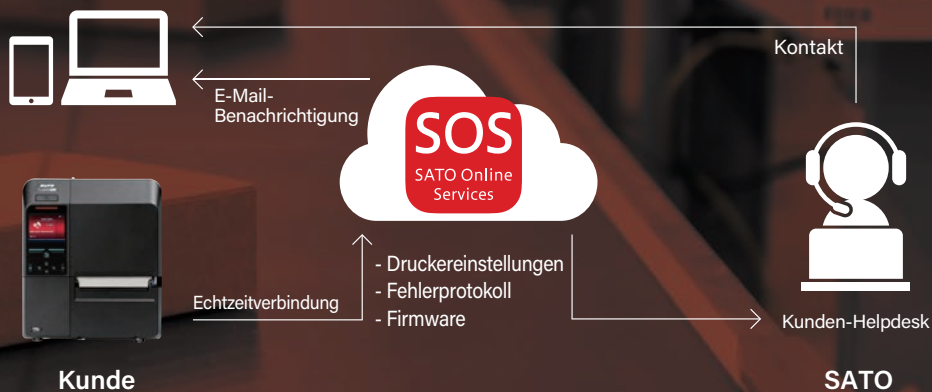 Kontakt
E-Mail-
Benachrichtigung
SOS
SATO Online
Services
Echtzeitverbindung
- Druckereinstellungen
- Fehlerprotokoll
- Firmware
Kunden-Helpdesk
Kunde
SATO